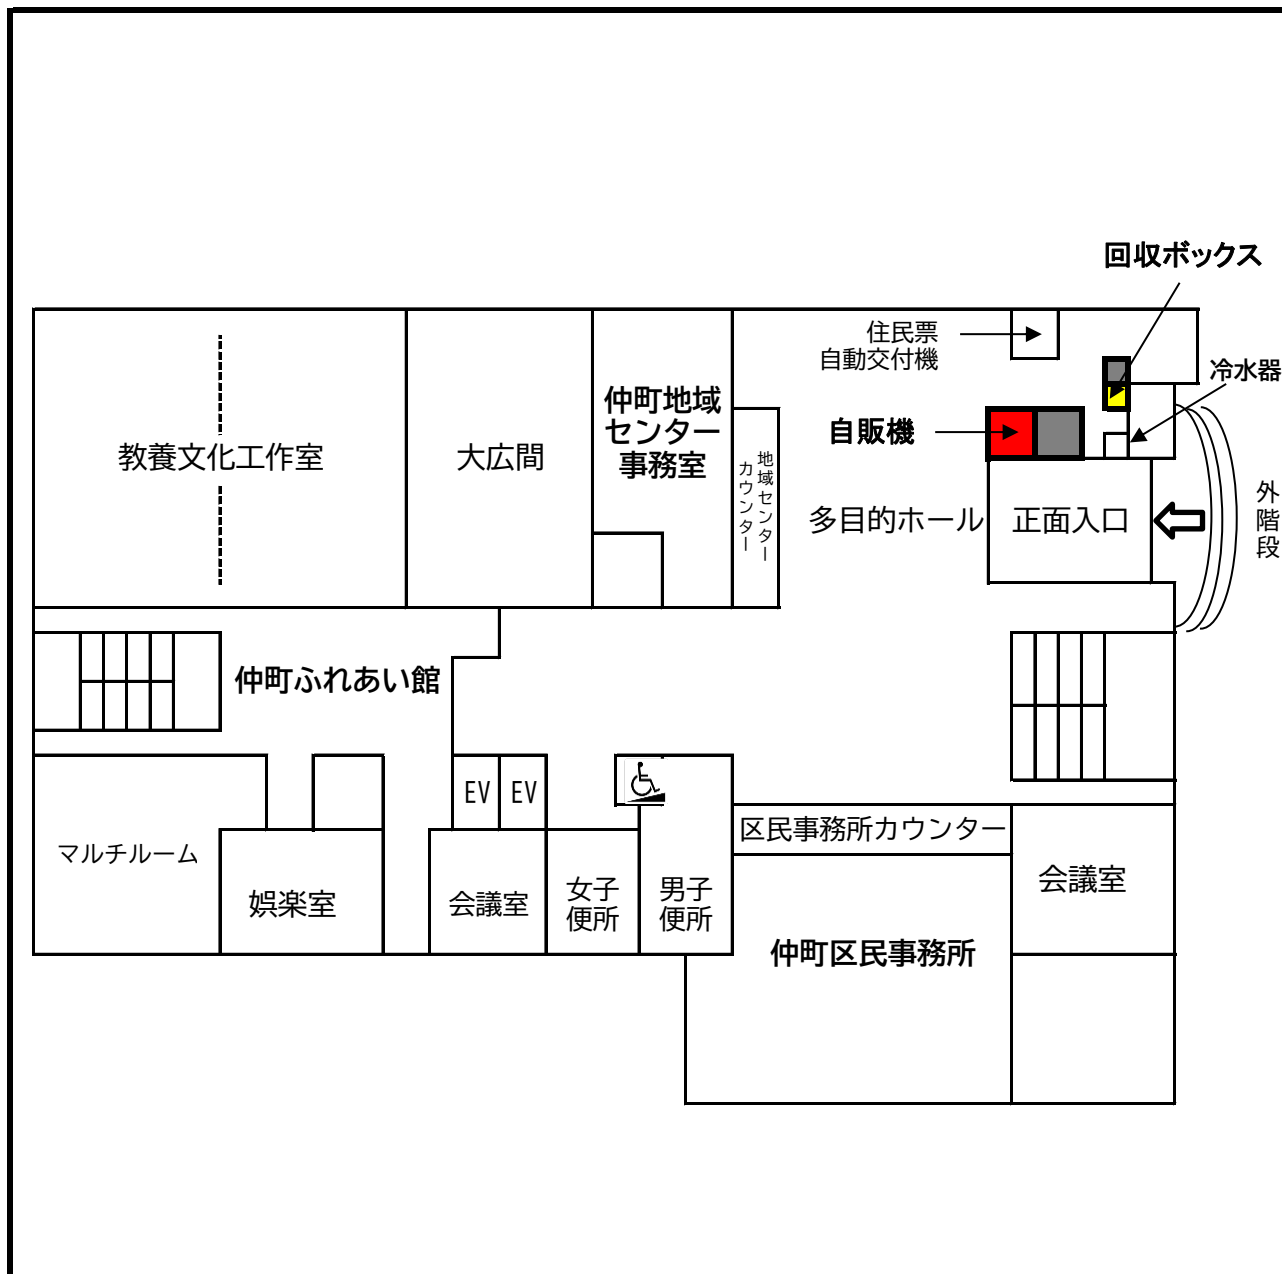 回収ボックス
住民票
自動交付機
冷水器
仲町地域
センター
事務室
自販機
教養文化工作室
大広間
地域センター
カウンター
多目的ホール
正面入口
外階段
仲町ふれあい館
EV
EV
区民事務所カウンター
マルチルーム
娯楽室
会議室
女子
便所
男子
便所
会議室
仲町区民事務所